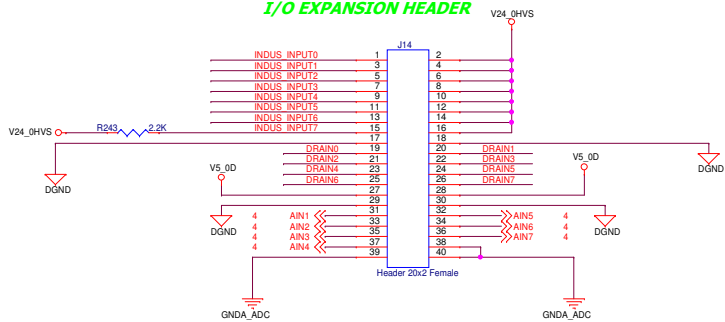 I/O EXPANSION HEADER
V24_0HVS
J14
INDUS_INPUT0 1 2
INDUS_INPUT1 3 4
INDUS_INPUT2 5 6
INDUS_INPUT3 7 8
INDUS_INPUT4 9 10
INDUS_INPUT5 11 12
INDUS_INPUT6 13 14
V24_0HVS R243 2.2K INDUS_INPUT7 15 16
17 18
DRAIN0 19 20 DRAIN1
DRAIN2 21 22 DRAIN3
DRAIN4 23 24 DRAIN5
DRAIN6 25 26 DRAIN7
DGND V5_0D 27 28 V5_0D DGND
29 30
4 AIN1 31 32 AIN5 4
4 AIN2 33 34 AIN6 4
4 AIN3 35 36 AIN7 4
4 AIN4 37 38
DGND 39 40 DGND
Header 20x2 Female
GNDA_ADC GNDA_ADC